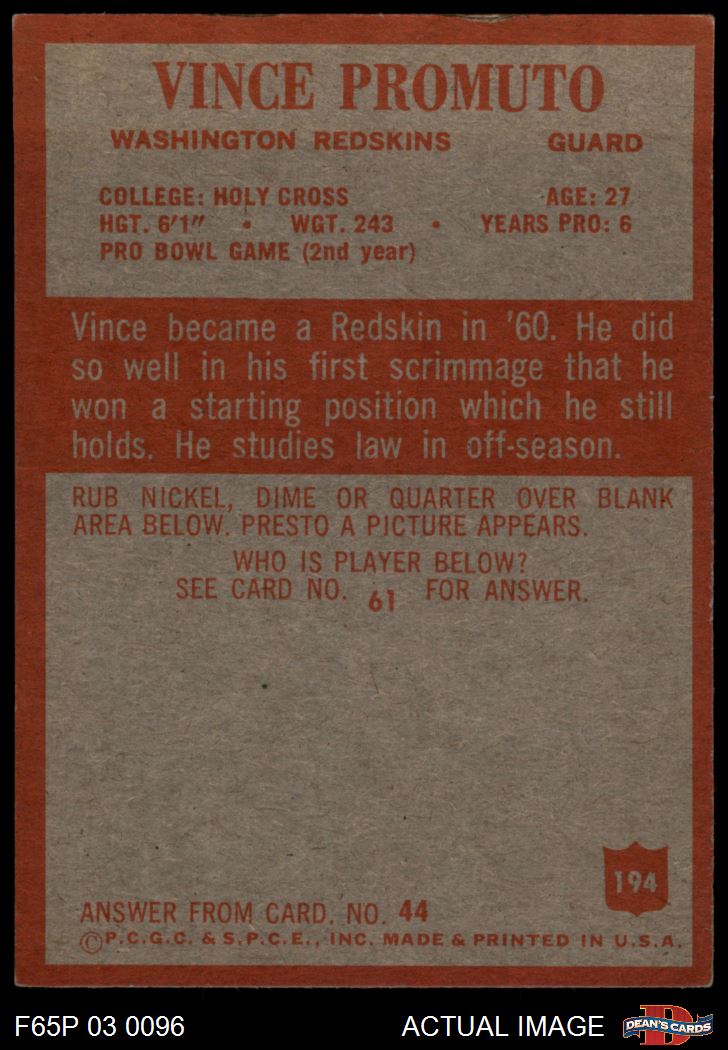 VINCE PROMUTO
WASHINGTON REDSKINS GUARD
COLLEGE: HOLY CROSS AGE: 27
HGT. 6'1" • WGT. 243 • YEARS PRO: 6
PRO BOWL GAME (2nd year)
Vince became a Redskin in '60. He did
so well in his first scrimmage that he
won a starting position which he still
holds. He studies law in off-season.
RUB NICKEL, DIME OR QUARTER OVER BLANK
AREA BELOW. PRESTO A PICTURE APPEARS.
WHO IS PLAYER BELOW?
SEE CARD NO. 61 FOR ANSWER.
194
ANSWER FROM CARD. NO. 44
©P.C.G.C. & S.P.C.E., INC. MADE & PRINTED IN U.S.A.
F65P 03 0096 ACTUAL IMAGE
D
DEAN'S CARDS